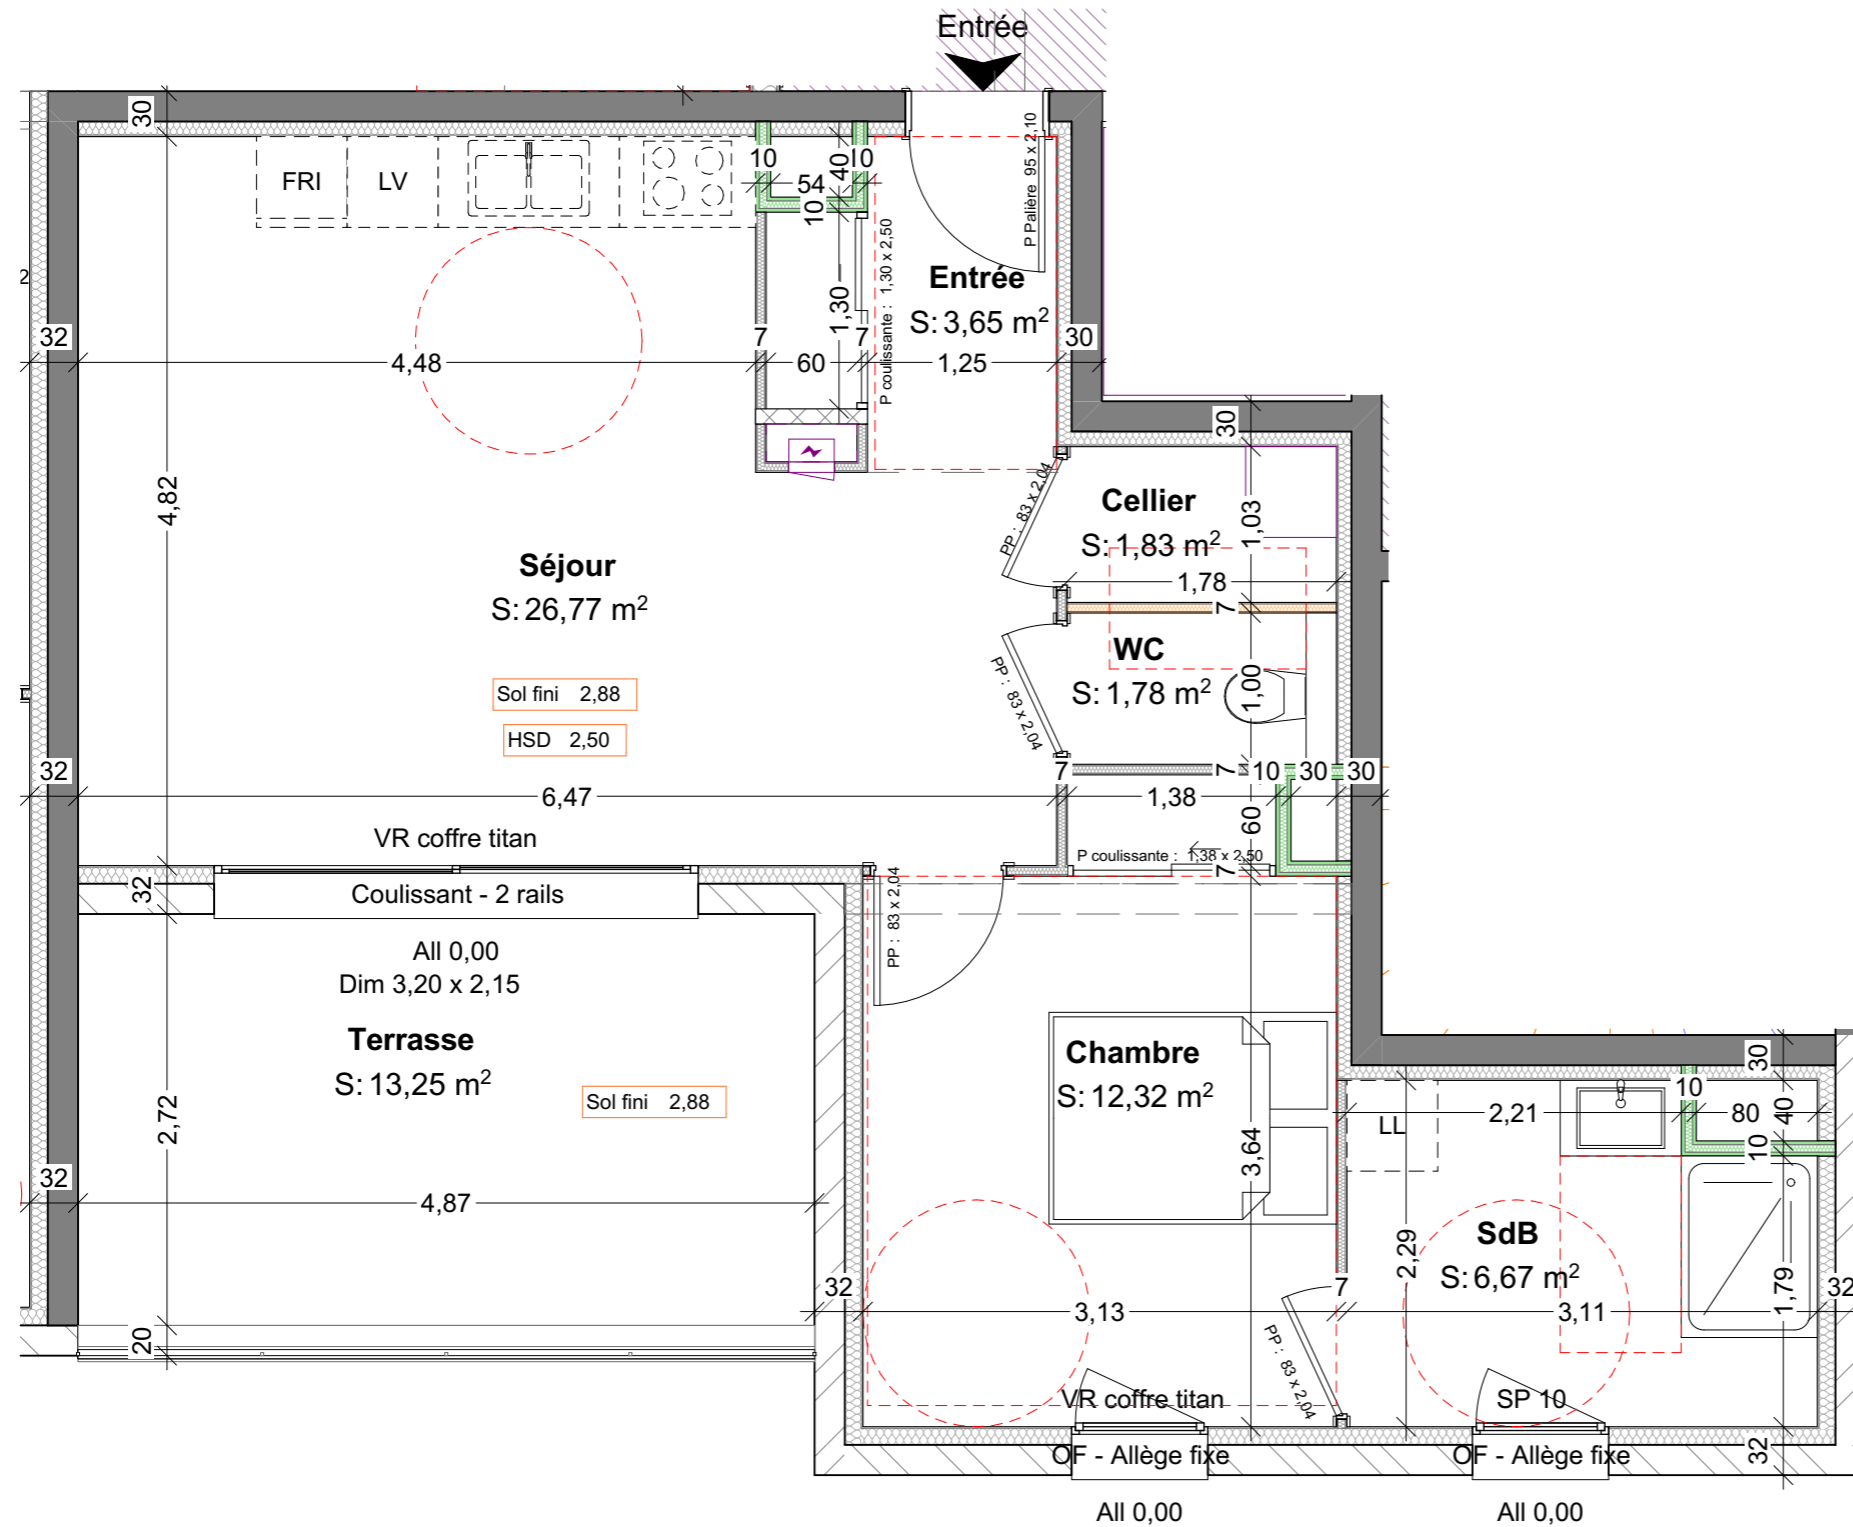 Entrée
30
10
40
10
54
10
P Palière 95 x 2,10
FRI
LV
P coulissante : 1,30 x 2,50
Entrée
S: 3,65 m²
2
32
4,48
7
60
1,30
7
1,25
30
30
4,82
PP : 83 x 2,04
Cellier
S: 1,83 m²
1,03
1,78
Séjour
S: 26,77 m²
7
WC
S: 1,78 m²
1,00
PP : 83 x 2,04
Sol fini 2,88
HSD 2,50
32
6,47
7
7
10
30
30
1,38
60
VR coffre titan
P coulissante : 1,38 x 2,50
7
32
Coulissant - 2 rails
PP : 83 x 2,04
All 0,00
Dim 3,20 x 2,15
Terrasse
S: 13,25 m²
Sol fini 2,88
2,72
Chambre
S: 12,32 m²
3,64
30
10
2,21
80
40
10
LL
32
4,87
SdB
S: 6,67 m²
2,29
1,79
32
3,13
7
3,11
32
20
PP : 83 x 2,04
VR coffre titan
SP 10
OF - Allège fixe
OF - Allège fixe
32
All 0,00
All 0,00